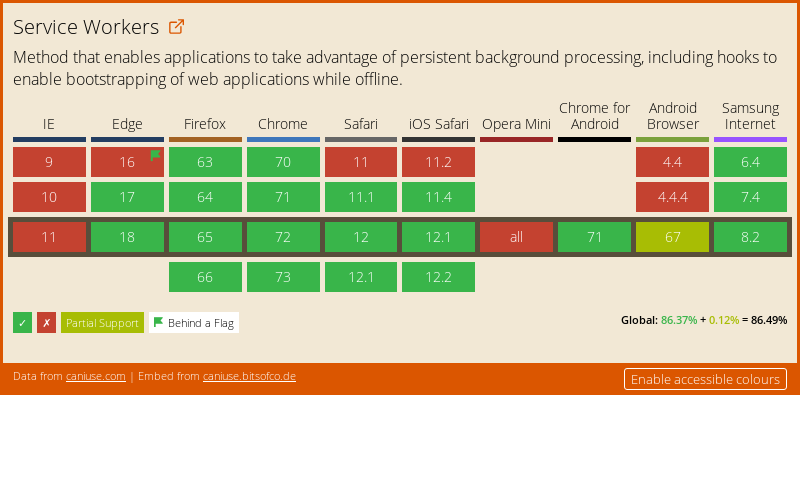 Service Workers
Method that enables applications to take advantage of persistent background processing, including hooks to
enable bootstrapping of web applications while offline.
IE Edge Firefox Chrome Safari iOS Safari Opera Mini Chrome for Android Android Browser Samsung Internet
9 16 63 70 11 11.2 4.4 6.4
10 17 64 71 11.1 11.4 4.4.4 7.4
11 18 65 72 12 12.1 all 71 67 8.2
66 73 12.1 12.2
✓ ✗ Partial Support Behind a Flag Global: 86.37% + 0.12% = 86.49%
Data from caniuse.com | Embed from caniuse.bitsofco.de Enable accessible colours